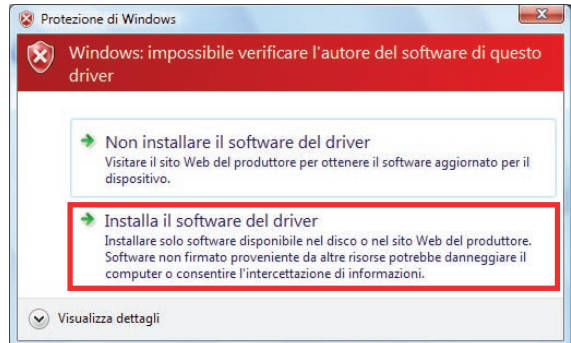 Protezione di Windows
Windows: impossibile verificare l'autore del software di questo
driver
Non installare il software del driver
Visitare il sito Web del produttore per ottenere il software aggiornato per il
dispositivo.
Installa il software del driver
Installare solo software disponibile nel disco o nel sito Web del produttore.
Software non firmato proveniente da altre risorse potrebbe danneggiare il
computer o consentire l'intercettazione di informazioni.
Visualizza dettagli